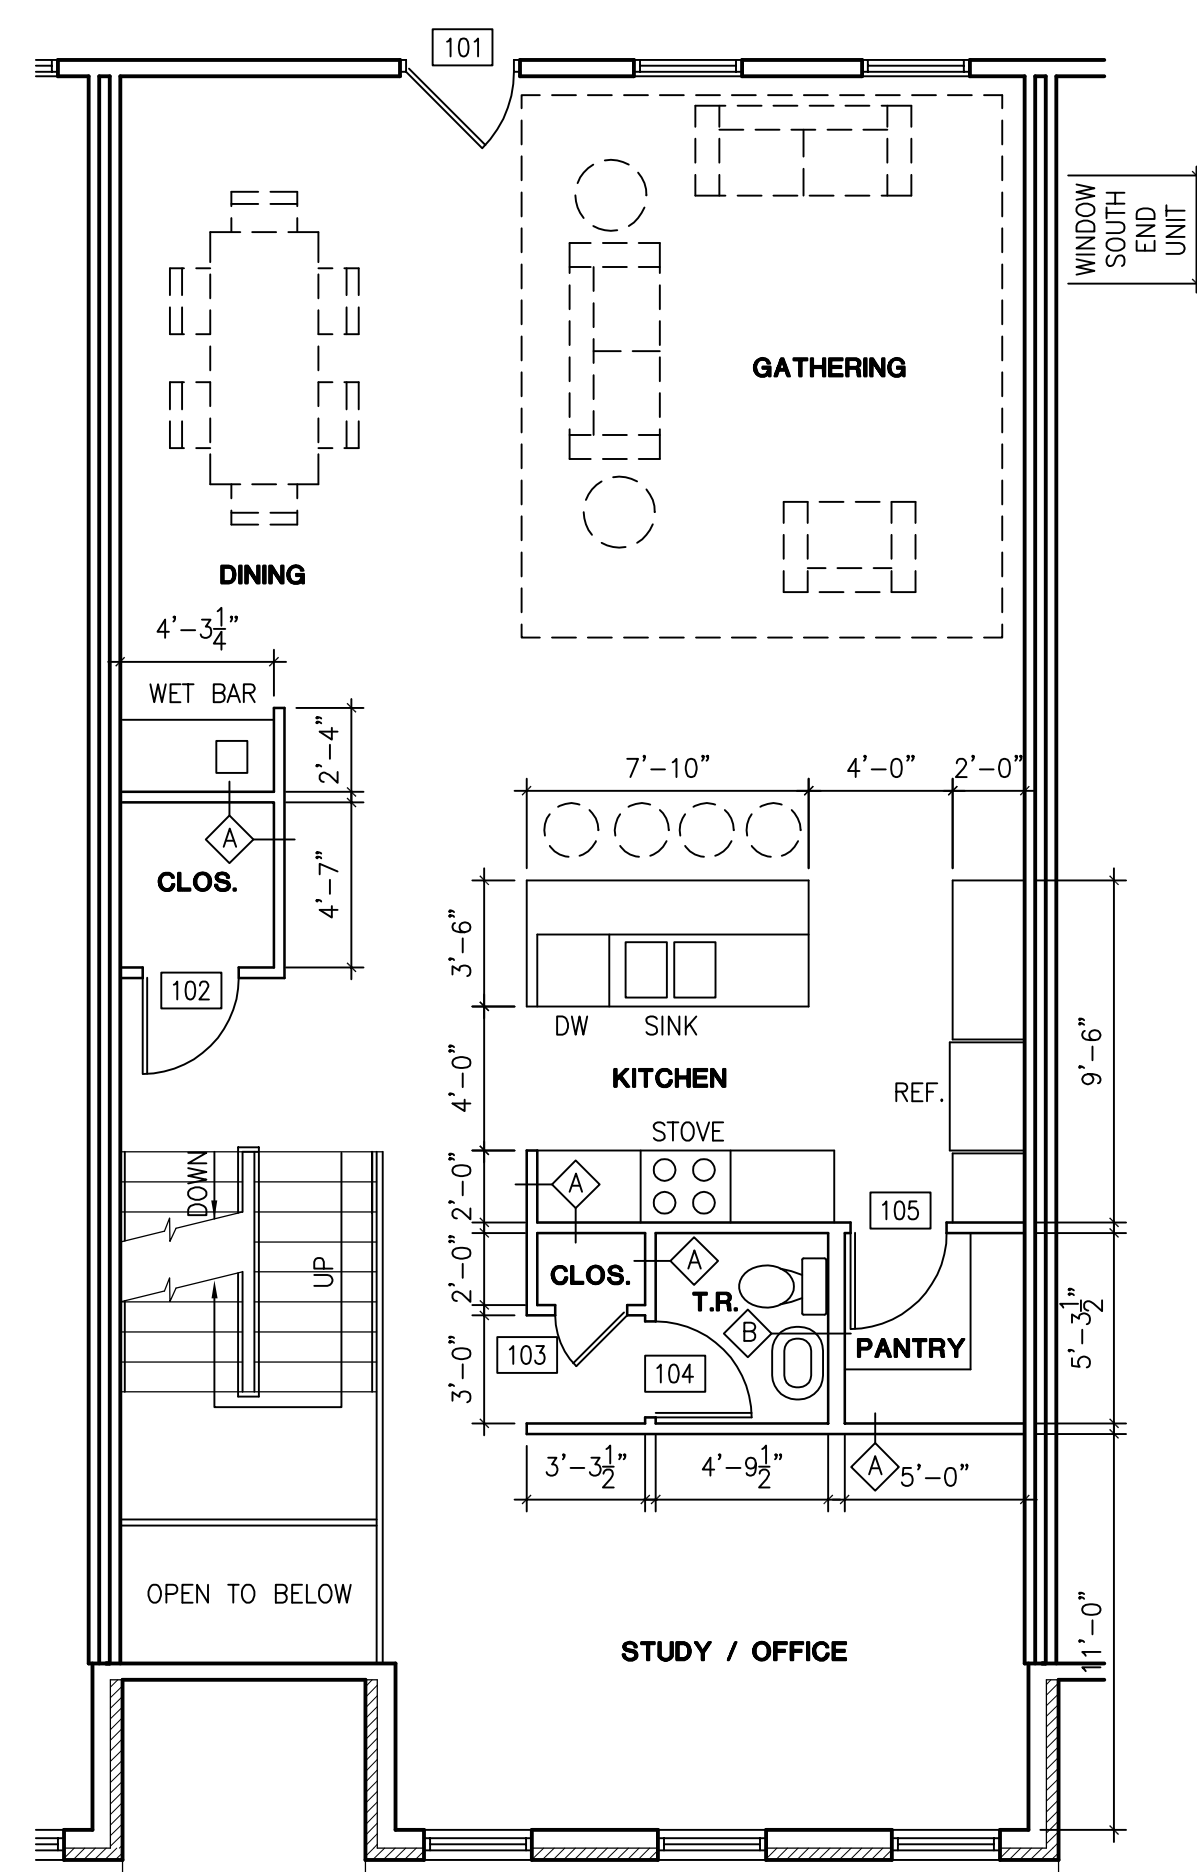 101
WINDOW
SOUTH
END
UNIT
GATHERING
DINING
4'-3 1/4"
WET BAR
2'-4"
7'-10"
4'-0"
2'-0"
A
CLOS.
4'-7"
3'-6"
102
DW
SINK
9'-6"
4'-0"
KITCHEN
REF.
STOVE
DOWN
2'-0"
A
105
UP
2'-0"
CLOS.
A
T.R.
B
5'-3 1/2"
103
PANTRY
3'-0"
104
3'-3 1/2"
4'-9 1/2"
A
5'-0"
OPEN TO BELOW
11'-0"
STUDY / OFFICE